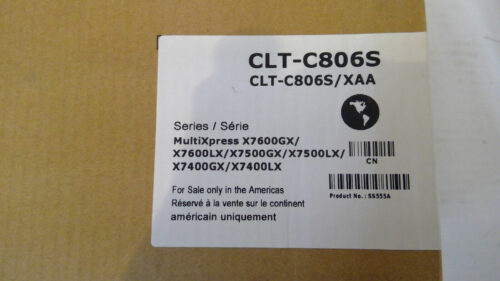 CLT-C806S
CLT-C806S/XAA
Series / Série
MultiXpress X7600GX/
X7600LX/X7500GX/X7500LX/
X7400GX/X7400LX
CN
For Sale only in the Americas
Product No.: SS555A
Réservé à la vente sur le continent
américain uniquement